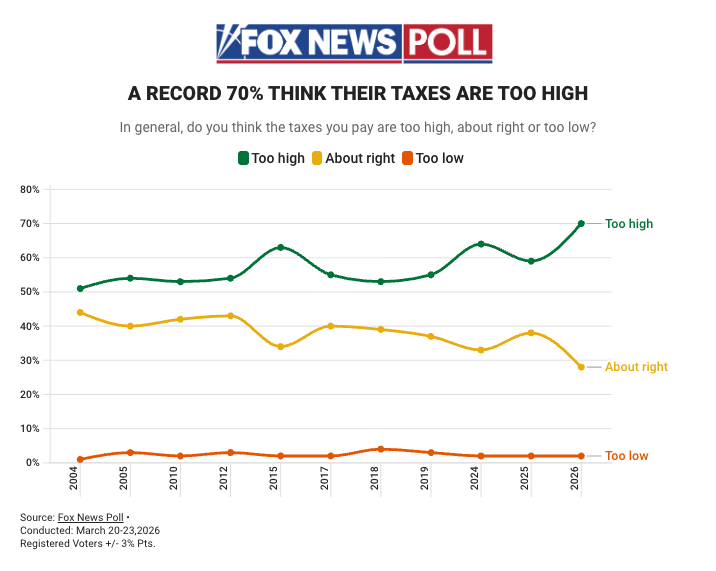 FOX NEWS POLL
A RECORD 70% THINK THEIR TAXES ARE TOO HIGH
In general, do you think the taxes you pay are too high, about right or too low?
Too high About right Too low
80%
70%
60%
50%
40%
30%
20%
10%
0%
Too high
About right
Too low
2004 2005 2010 2012 2015 2017 2018 2019 2024 2025 2026
Source: Fox News Poll •
Conducted: March 20-23,2026
Registered Voters +/- 3% Pts.